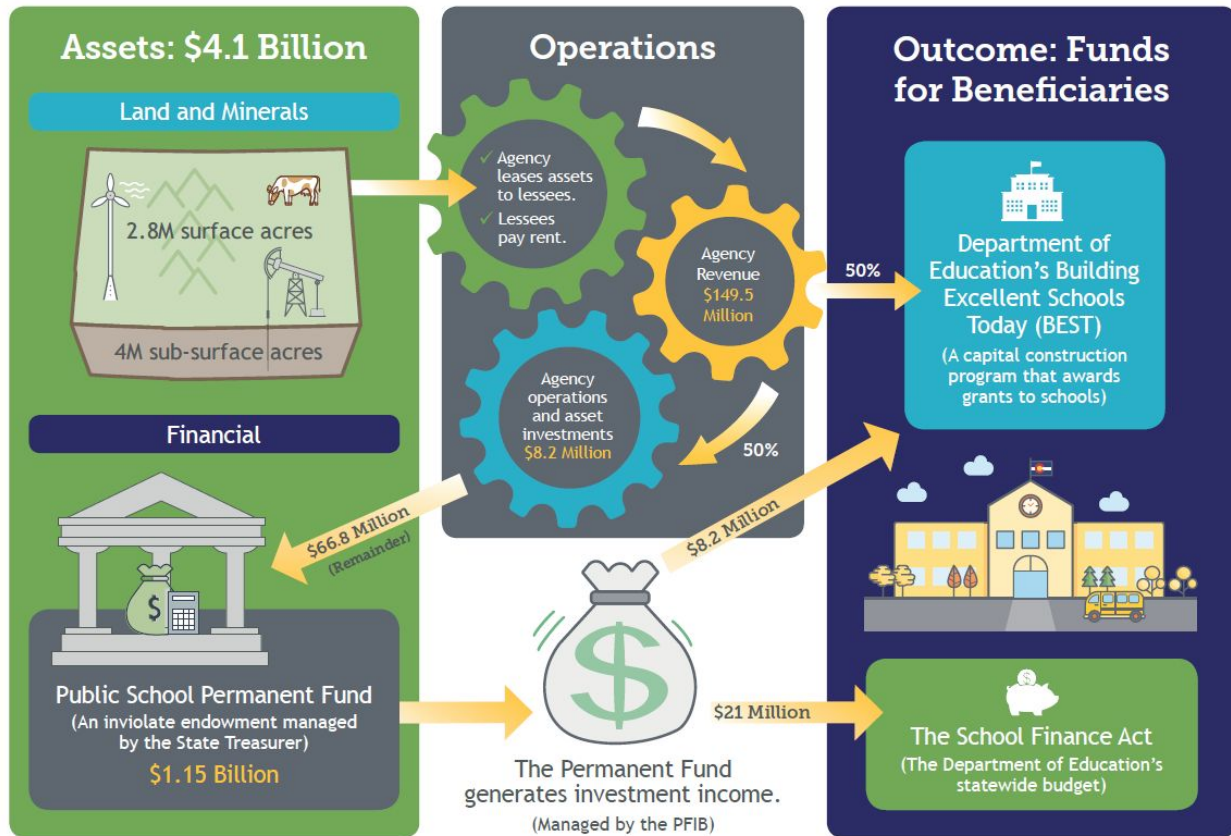 Assets: $4.1 Billion
Land and Minerals
2.8M surface acres
4M sub-surface acres
Financial
$66.8 Million
(Remainder)
$
Public School Permanent Fund
(An inviolate endowment managed
by the State Treasurer)
$1.15 Billion
Operations
✓ Agency
leases assets
to lessees.
✓ Lessees
pay rent.
Agency
Revenue
$149.5
Million
50%
50%
Agency
operations
and asset
investments
$8.2 Million
$8.2 Million
$
$21 Million
The Permanent Fund
generates investment income.
(Managed by the PFIB)
Outcome: Funds
for Beneficiaries
Department of
Education’s Building
Excellent Schools
Today (BEST)
(A capital construction
program that awards
grants to schools)
$
The School Finance Act
(The Department of Education’s
statewide budget)